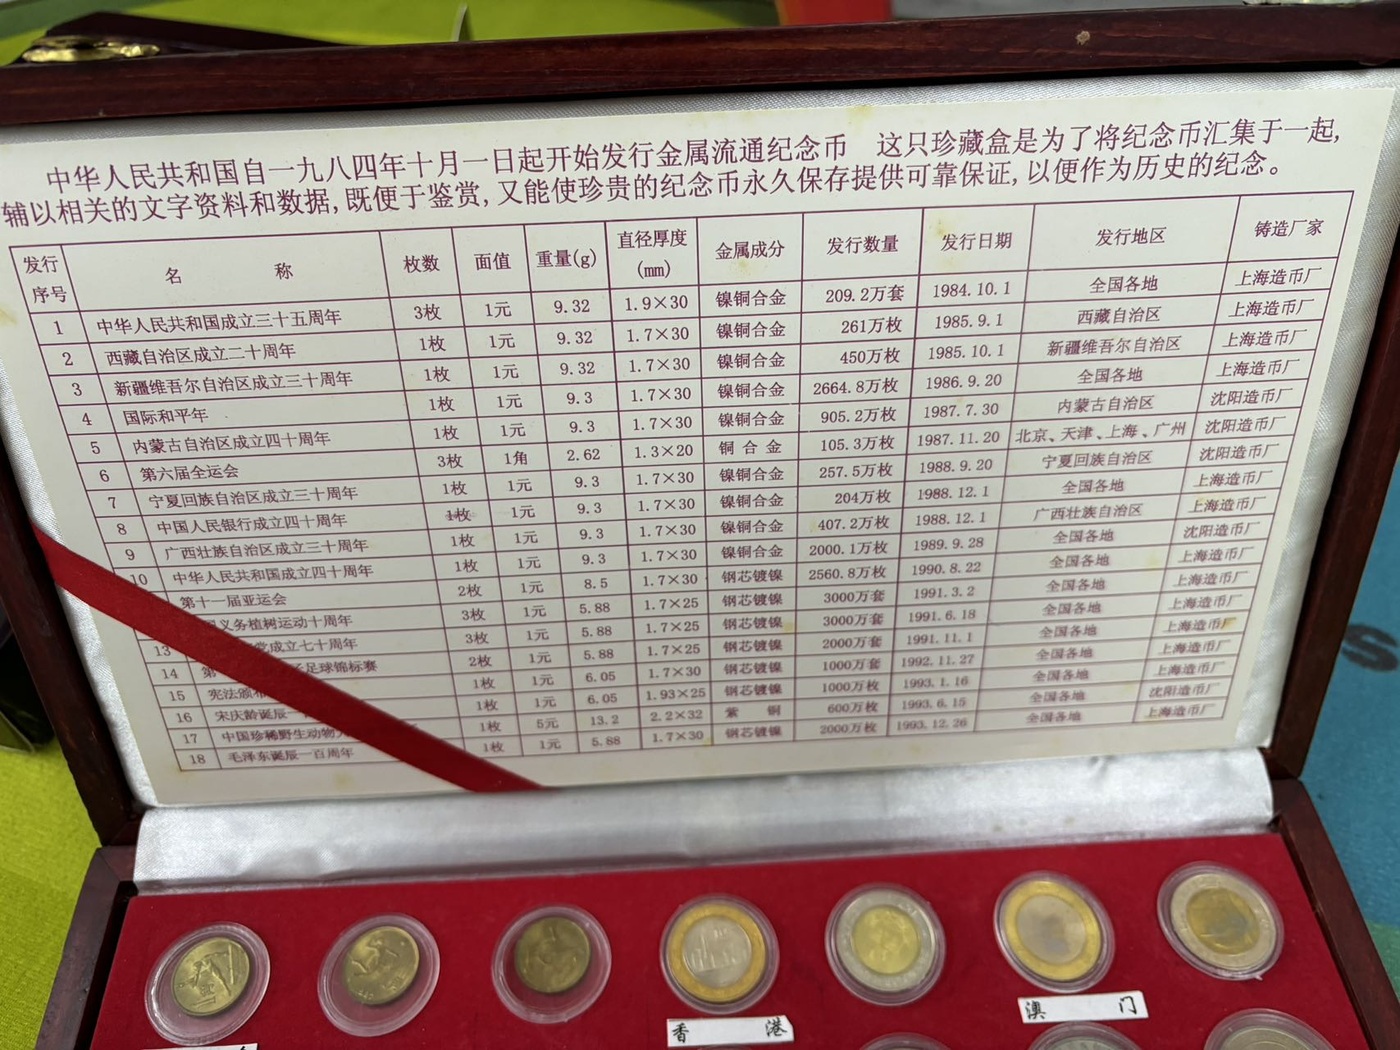 中华人民共和国自一九八四年十月一日起开始发行金属流通纪念币 这只珍藏盒是为了将纪念币汇集于一起,
辅以相关的文字资料和数据,既便于鉴赏,又能使珍贵的纪念币永久保存提供可靠保证,以便作为历史的纪念。
发行序号 名称 枚数 面值 重量(g) 直径厚度(mm) 金属成分 发行数量 发行日期 发行地区 铸造厂家
1 中华人民共和国成立三十五周年 3枚 1元 9.32 1.9×30 镍铜合金 209.2万套 1984.10.1 全国各地 上海造币厂
2 西藏自治区成立二十周年 1枚 1元 9.32 1.7×30 镍铜合金 261万枚 1985.9.1 西藏自治区 上海造币厂
3 新疆维吾尔自治区成立三十周年 1枚 1元 9.32 1.7×30 镍铜合金 450万枚 1985.10.1 新疆维吾尔自治区 上海造币厂
4 国际和平年 1枚 1元 9.3 1.7×30 镍铜合金 2664.8万枚 1986.9.20 全国各地 上海造币厂
5 内蒙古自治区成立四十周年 1枚 1元 9.3 1.7×30 镍铜合金 905.2万枚 1987.7.30 内蒙古自治区 沈阳造币厂
6 第六届全运会 3枚 1角 2.62 1.3×20 铜合金 105.3万枚 1987.11.20 北京、天津、上海、广州 沈阳造币厂
7 宁夏回族自治区成立三十周年 1枚 1元 9.3 1.7×30 镍铜合金 257.5万枚 1988.9.20 宁夏回族自治区 沈阳造币厂
8 中国人民银行成立四十周年 1枚 1元 9.3 1.7×30 镍铜合金 204万枚 1988.12.1 全国各地 上海造币厂
9 广西壮族自治区成立三十周年 1枚 1元 9.3 1.7×30 镍铜合金 407.2万枚 1988.12.1 广西壮族自治区 上海造币厂
10 中华人民共和国成立四十周年 1枚 1元 9.3 1.7×30 镍铜合金 2000.1万枚 1989.9.28 全国各地 沈阳造币厂
第十一届亚运会 2枚 1元 8.5 1.7×30 钢芯镀镍 2560.8万枚 1990.8.22 全国各地 上海造币厂
义务植树运动十周年 3枚 1元 5.88 1.7×25 钢芯镀镍 3000万套 1991.3.2 全国各地 上海造币厂
13 党成立七十周年 3枚 1元 5.88 1.7×25 钢芯镀镍 3000万套 1991.6.18 全国各地 上海造币厂
14 第 足球锦标赛 2枚 1元 5.88 1.7×25 钢芯镀镍 2000万套 1991.11.1 全国各地 上海造币厂
15 宪法颁布 1枚 1元 6.05 1.7×30 钢芯镀镍 1000万套 1992.11.27 全国各地 上海造币厂
16 宋庆龄诞辰一 1枚 1元 6.05 1.93×25 钢芯镀镍 1000万枚 1993.1.16 全国各地 上海造币厂
17 中国珍稀野生动物 1枚 5元 13.2 2.2×32 紫铜 600万枚 1993.6.15 全国各地 沈阳造币厂
18 毛泽东诞辰一百周年 1枚 1元 5.88 1.7×30 钢芯镀镍 2000万枚 1993.12.26 全国各地 上海造币厂
香港
澳门